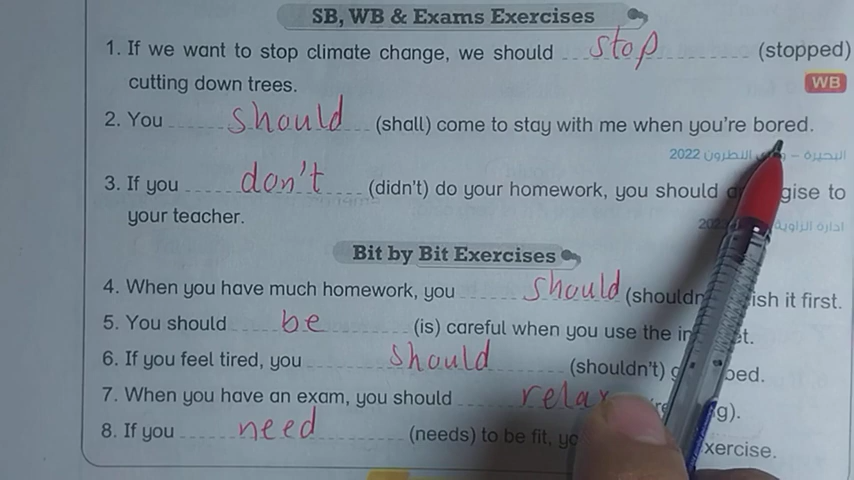 SB, WB & Exams Exercises
1. If we want to stop climate change, we should stop (stopped)
cutting down trees.
WB
2. You should (shall) come to stay with me when you're bored.
البحيرة – النطرون 2022
3. If you don't (didn't) do your homework, you should gise to
your teacher.
ادارة الزاوية
Bit by Bit Exercises
4. When you have much homework, you should (shouldn ish it first.
5. You should be (is) careful when you use the in t.
6. If you feel tired, you should (shouldn't) g bed.
7. When you have an exam, you should relax g).
8. If you need (needs) to be fit, yo xercise.